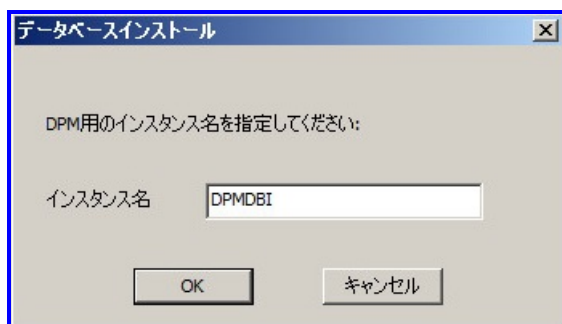 データベースインストール
DPM用のインスタンス名を指定してください:
インスタンス名 DPMDBI
OK キャンセル